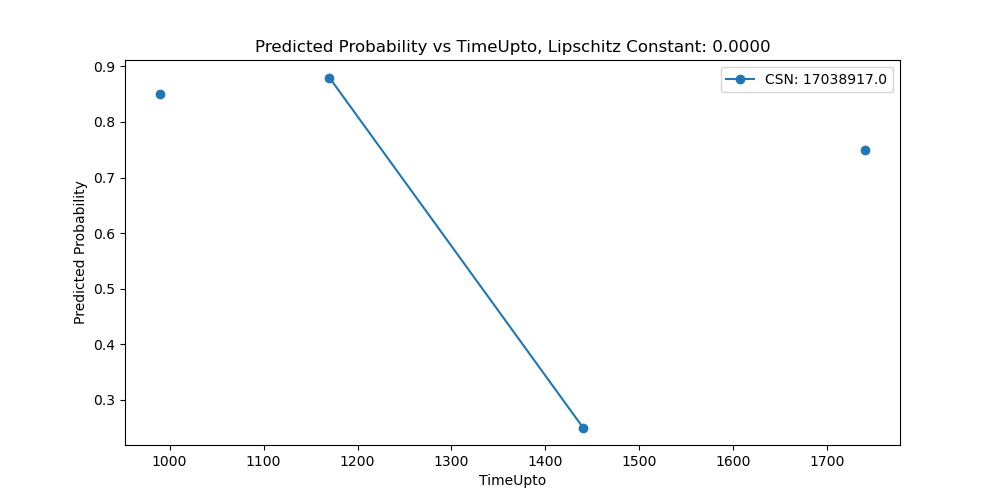 Predicted Probability vs TimeUpto, Lipschitz Constant: 0.0000
CSN: 17038917.0
Predicted Probability
0.9
0.8
0.7
0.6
0.5
0.4
0.3
1000 1100 1200 1300 1400 1500 1600 1700
TimeUpto